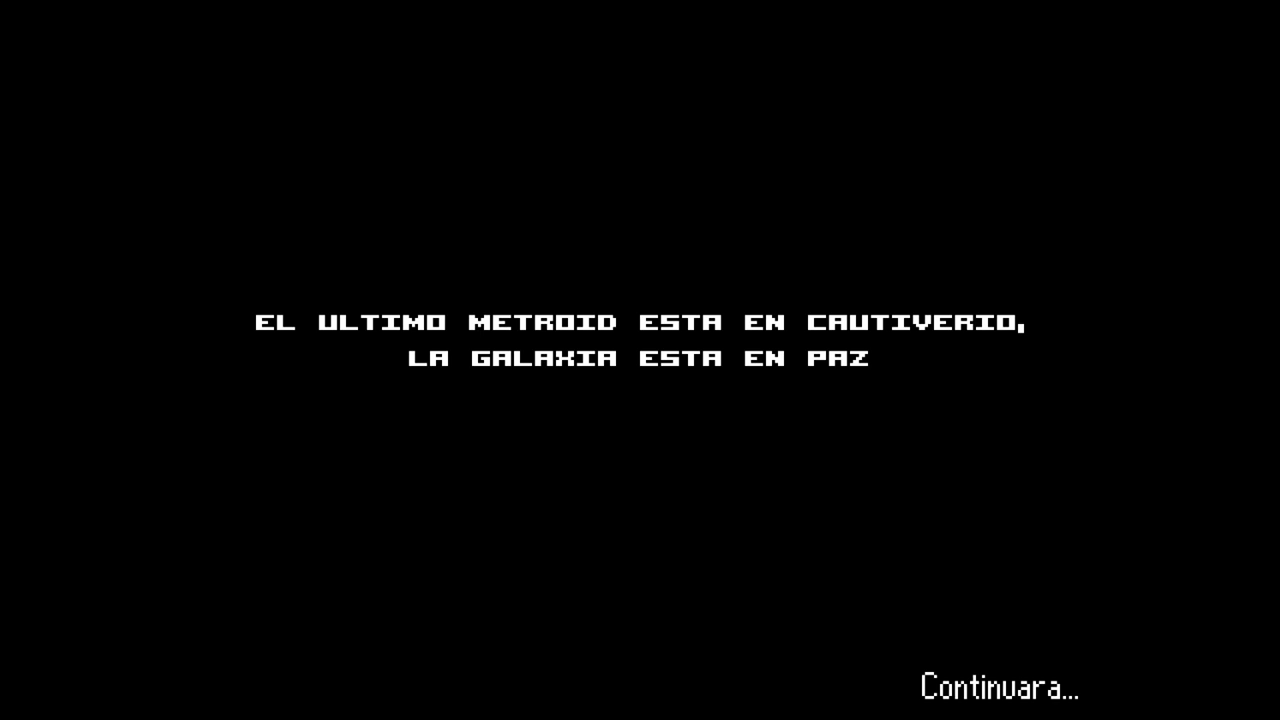 EL ULTIMO METROID ESTA EN CAUTIVERIO,
LA GALAXIA ESTA EN PAZ
Continuara...